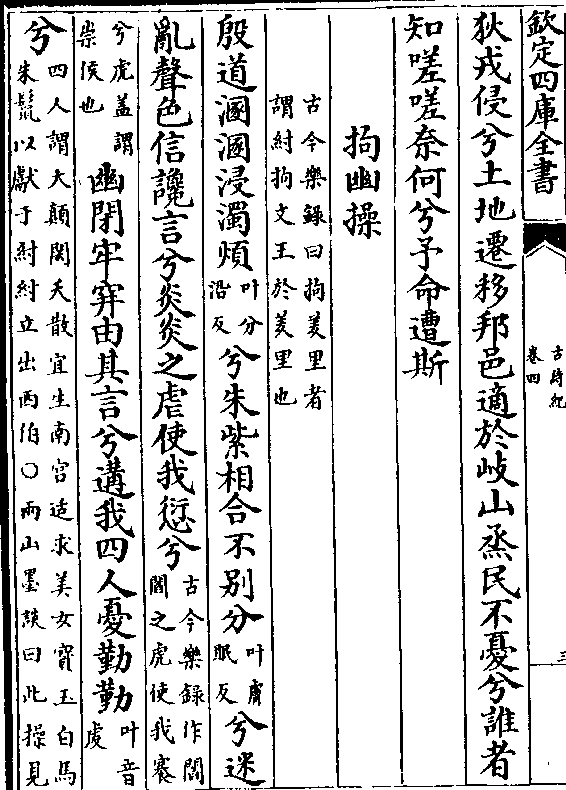 欽定四庫全書
古詩紀
卷四
三
狄戎侵兮土地遷移邦邑適於岐山烝民不憂兮誰者
知嗟嗟奈何兮予命遭斯
拘幽操
古今樂錄曰拘羑里者
謂紂拘文王於羑里也
殷道溷溷浸濁煩
叶分
沿反
兮朱紫相合不别分
叶膚
眠反
兮迷
亂聲色信讒言兮炎炎之虐使我愆兮
古今樂錄作閻
閻之虎使我褰
兮虎蓋謂
崇侯也
幽閉牢穽由其言兮遘我四人憂勤勤
叶音
虔
兮
四人謂大顛閎夭散宜生南宫适求美女寳玉白馬
朱鬛以獻于紂紂立出西伯○兩山墨談曰此操見